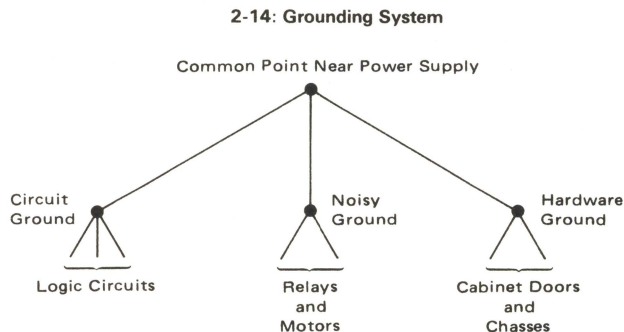 2-14: Grounding System
Common Point Near Power Supply
Circuit
Ground
Noisy
Ground
Hardware
Ground
Logic Circuits
Relays
and
Motors
Cabinet Doors
and
Chasses